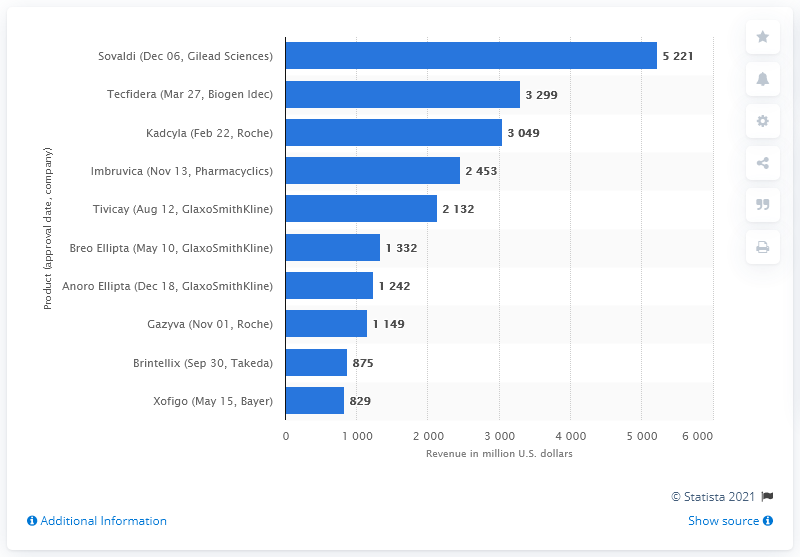 Product (approval date, company)
Sovaldi (Dec 06, Gilead Sciences) 5 221
Tecfidera (Mar 27, Biogen Idec) 3 299
Kadcyla (Feb 22, Roche) 3 049
Imbruvica (Nov 13, Pharmacyclics) 2 453
Tivicay (Aug 12, GlaxoSmithKline) 2 132
Breo Ellipta (May 10, GlaxoSmithKline) 1 332
Anoro Ellipta (Dec 18, GlaxoSmithKline) 1 242
Gazyva (Nov 01, Roche) 1 149
Brintellix (Sep 30, Takeda) 875
Xofigo (May 15, Bayer) 829
0 1 000 2 000 3 000 4 000 5 000 6 000
Revenue in million U.S. dollars
© Statista 2021
Additional Information Show source